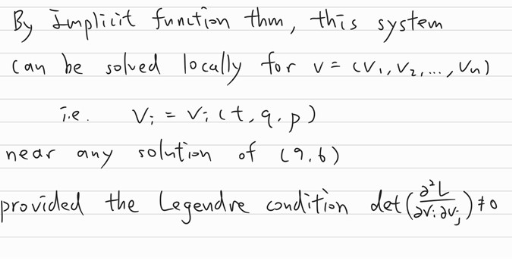 By Implicit function thm, this system
can be solved locally for v = (v₁, v₂, ..., vₙ)
i.e. vᵢ = vᵢ (t, q, p)
near any solution of (9.6)
provided the Legendre condition det(∂²L/∂vᵢ∂vⱼ) ≠ 0